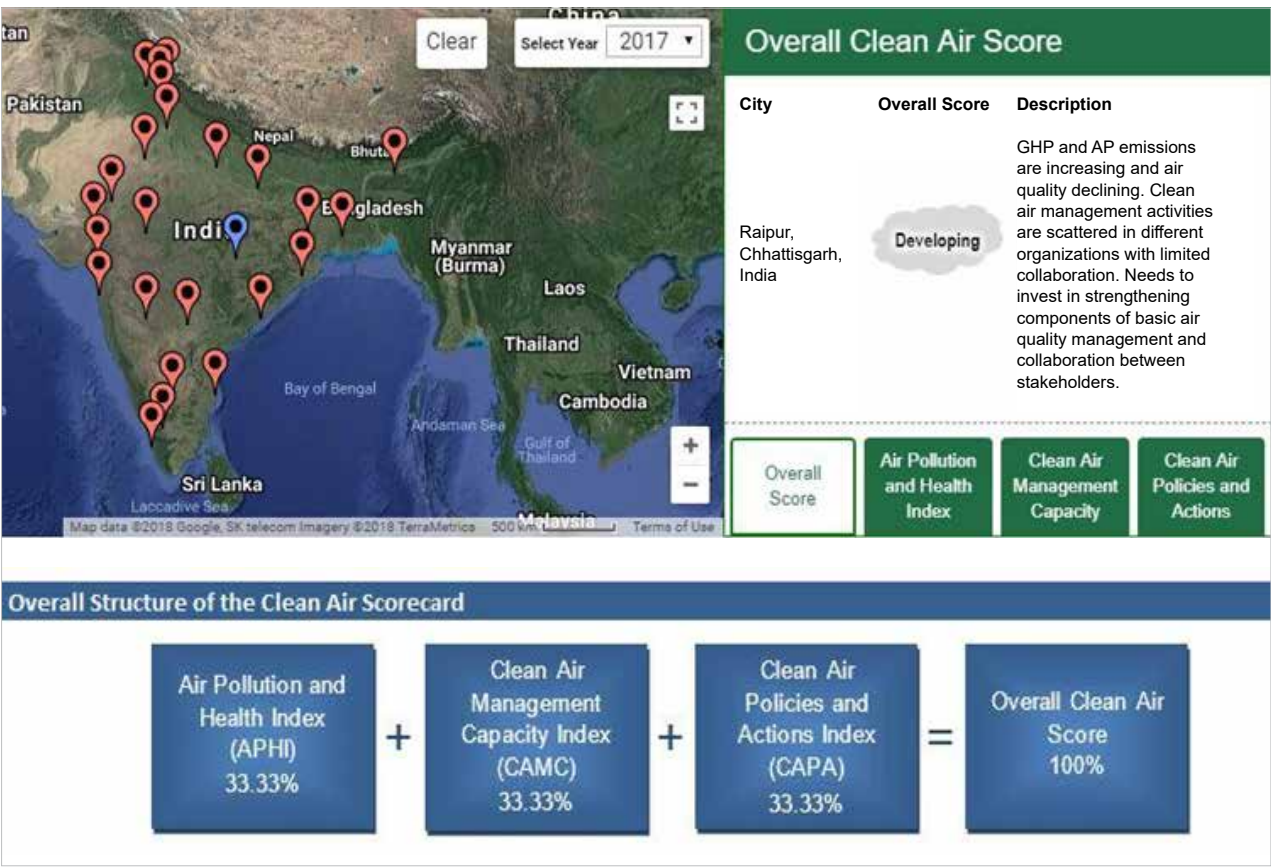 China
tan
Clear
Select Year 2017
Pakistan
Nepal
Bhut
Indi
Myanmar
(Burma)
Laos
Thailand
Vietnam
Bay of Bengal
Cambodia
Andaman Sea
Gulf of
Thailand
+
−
Sri Lanka
Laccadive Sea
Malaysia
Map data ©2018 Google, SK telecom Imagery ©2018 TerraMetrics 500 km Terms of Use
Overall Clean Air Score
City Overall Score Description
Raipur,
Chhattisgarh,
India
Developing
GHP and AP emissions
are increasing and air
quality declining. Clean
air management activities
are scattered in different
organizations with limited
collaboration. Needs to
invest in strengthening
components of basic air
quality management and
collaboration between
stakeholders.
Overall
Score
Air Pollution
and Health
Index
Clean Air
Management
Capacity
Clean Air
Policies and
Actions
Overall Structure of the Clean Air Scorecard
Air Pollution and
Health Index
(APHI)
33.33%
+
Clean Air
Management
Capacity Index
(CAMC)
33.33%
+
Clean Air
Policies and
Actions Index
(CAPA)
33.33%
=
Overall Clean Air
Score
100%